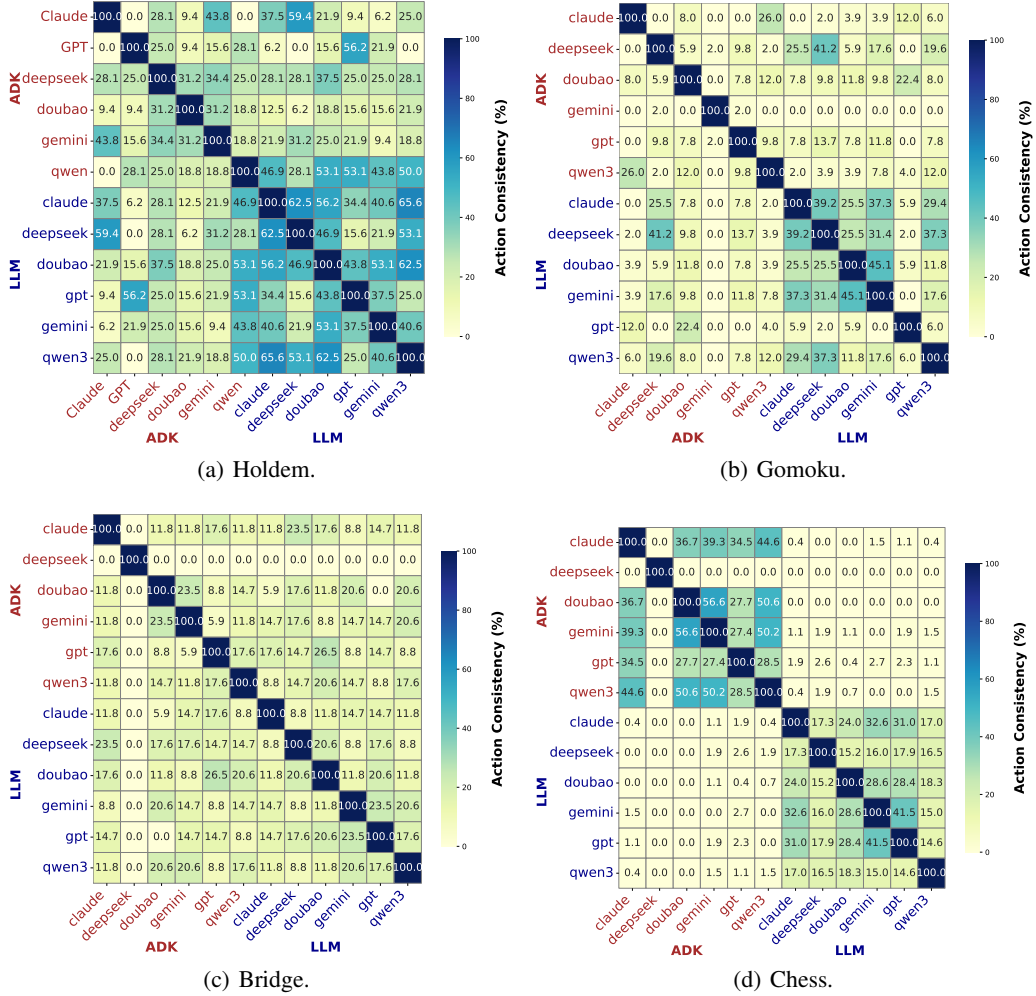 Claude 100.0 0.0 28.1 9.4 43.8 0.0 37.5 59.4 21.9 9.4 6.2 25.0
GPT 0.0 100.0 25.0 9.4 15.6 28.1 6.2 0.0 15.6 56.2 21.9 0.0
deepseek 28.1 25.0 100.0 31.2 34.4 25.0 28.1 28.1 37.5 25.0 25.0 28.1
doubao 9.4 9.4 31.2 100.0 31.2 18.8 12.5 6.2 18.8 15.6 15.6 21.9
gemini 43.8 15.6 34.4 31.2 100.0 18.8 21.9 31.2 25.0 21.9 9.4 18.8
qwen 0.0 28.1 25.0 18.8 18.8 100.0 46.9 28.1 53.1 53.1 43.8 50.0
claude 37.5 6.2 28.1 12.5 21.9 46.9 100.0 62.5 56.2 34.4 40.6 65.6
deepseek 59.4 0.0 28.1 6.2 31.2 28.1 62.5 100.0 46.9 15.6 21.9 53.1
doubao 21.9 15.6 37.5 18.8 25.0 53.1 56.2 46.9 100.0 43.8 53.1 62.5
gpt 9.4 56.2 25.0 15.6 21.9 53.1 34.4 15.6 43.8 100.0 37.5 25.0
gemini 6.2 21.9 25.0 15.6 9.4 43.8 40.6 21.9 53.1 37.5 100.0 40.6
qwen3 25.0 0.0 28.1 21.9 18.8 50.0 65.6 53.1 62.5 25.0 40.6 100.0
ADK
LLM
Claude GPT deepseek doubao gemini qwen claude deepseek doubao gpt gemini qwen3
ADK LLM
100
80
60
40
20
0
Action Consistency (%)
(a) Holdem.
claude 100.0 0.0 8.0 0.0 0.0 26.0 0.0 2.0 3.9 3.9 12.0 6.0
deepseek 0.0 100.0 5.9 2.0 9.8 2.0 25.5 41.2 5.9 17.6 0.0 19.6
doubao 8.0 5.9 100.0 0.0 7.8 12.0 7.8 9.8 11.8 9.8 22.4 8.0
gemini 0.0 2.0 0.0 100.0 2.0 0.0 0.0 0.0 0.0 0.0 0.0 0.0
gpt 0.0 9.8 7.8 2.0 100.0 9.8 7.8 13.7 7.8 11.8 0.0 7.8
qwen3 26.0 2.0 12.0 0.0 9.8 100.0 2.0 3.9 3.9 7.8 4.0 12.0
claude 0.0 25.5 7.8 0.0 7.8 2.0 100.0 39.2 25.5 37.3 5.9 29.4
deepseek 2.0 41.2 9.8 0.0 13.7 3.9 39.2 100.0 25.5 31.4 2.0 37.3
doubao 3.9 5.9 11.8 0.0 7.8 3.9 25.5 25.5 100.0 45.1 5.9 11.8
gemini 3.9 17.6 9.8 0.0 11.8 7.8 37.3 31.4 45.1 100.0 0.0 17.6
gpt 12.0 0.0 22.4 0.0 0.0 4.0 5.9 2.0 5.9 0.0 100.0 6.0
qwen3 6.0 19.6 8.0 0.0 7.8 12.0 29.4 37.3 11.8 17.6 6.0 100.0
ADK
LLM
claude deepseek doubao gemini gpt qwen3 claude deepseek doubao gemini gpt qwen3
ADK LLM
100
80
60
40
20
0
Action Consistency (%)
(b) Gomoku.
claude 100.0 0.0 11.8 11.8 17.6 11.8 11.8 23.5 17.6 8.8 14.7 11.8
deepseek 0.0 100.0 0.0 0.0 0.0 0.0 0.0 0.0 0.0 0.0 0.0 0.0
doubao 11.8 0.0 100.0 23.5 8.8 14.7 5.9 17.6 11.8 20.6 0.0 20.6
gemini 11.8 0.0 23.5 100.0 5.9 11.8 14.7 17.6 8.8 14.7 14.7 20.6
gpt 17.6 0.0 8.8 5.9 100.0 17.6 17.6 14.7 26.5 8.8 14.7 8.8
qwen3 11.8 0.0 14.7 11.8 17.6 100.0 8.8 14.7 20.6 14.7 8.8 17.6
claude 11.8 0.0 5.9 14.7 17.6 8.8 100.0 8.8 11.8 14.7 14.7 11.8
deepseek 23.5 0.0 17.6 17.6 14.7 14.7 8.8 100.0 20.6 8.8 17.6 8.8
doubao 17.6 0.0 11.8 8.8 26.5 20.6 11.8 20.6 100.0 11.8 20.6 11.8
gemini 8.8 0.0 20.6 14.7 8.8 14.7 14.7 8.8 11.8 100.0 23.5 20.6
gpt 14.7 0.0 0.0 14.7 14.7 8.8 14.7 17.6 20.6 23.5 100.0 17.6
qwen3 11.8 0.0 20.6 20.6 8.8 17.6 11.8 8.8 11.8 20.6 17.6 100.0
ADK
LLM
claude deepseek doubao gemini gpt qwen3 claude deepseek doubao gemini gpt qwen3
ADK LLM
100
80
60
40
20
0
Action Consistency (%)
(c) Bridge.
claude 100.0 0.0 36.7 39.3 34.5 44.6 0.4 0.0 0.0 1.5 1.1 0.4
deepseek 0.0 100.0 0.0 0.0 0.0 0.0 0.0 0.0 0.0 0.0 0.0 0.0
doubao 36.7 0.0 100.0 56.6 27.7 50.6 0.0 0.0 0.0 0.0 0.0 0.0
gemini 39.3 0.0 56.6 100.0 27.4 50.2 1.1 1.9 1.1 0.0 1.9 1.5
gpt 34.5 0.0 27.7 27.4 100.0 28.5 1.9 2.6 0.4 2.7 2.3 1.1
qwen3 44.6 0.0 50.6 50.2 28.5 100.0 0.4 1.9 0.7 0.0 0.0 1.5
claude 0.4 0.0 0.0 1.1 1.9 0.4 100.0 17.3 24.0 32.6 31.0 17.0
deepseek 0.0 0.0 0.0 1.9 2.6 1.9 17.3 100.0 15.2 16.0 17.9 16.5
doubao 0.0 0.0 0.0 1.1 0.4 0.7 24.0 15.2 100.0 28.6 28.4 18.3
gemini 1.5 0.0 0.0 0.0 2.7 0.0 32.6 16.0 28.6 100.0 41.5 15.0
gpt 1.1 0.0 0.0 1.9 2.3 0.0 31.0 17.9 28.4 41.5 100.0 14.6
qwen3 0.4 0.0 0.0 1.5 1.1 1.5 17.0 16.5 18.3 15.0 14.6 100.0
ADK
LLM
claude deepseek doubao gemini gpt qwen3 claude deepseek doubao gemini gpt qwen3
ADK LLM
100
80
60
40
20
0
Action Consistency (%)
(d) Chess.